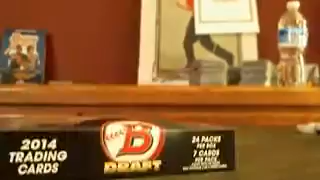 2014
TRADING
CARDS
D
DRAFT
24 PACKS
PER BOX
7 CARDS
PER PACK